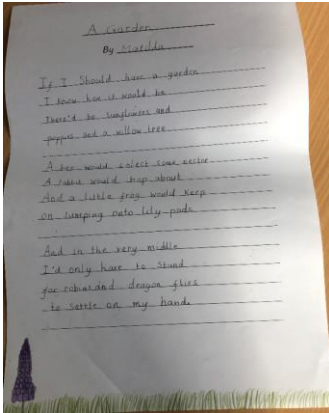 A Garden
By Matilda
If I Should have a garden
I know how it would be
There'd be sunflowers and
poppies and a willow tree
A bee would collect some nectar
A rabbit would hop about
And a little frog would keep
on jumping onto lily pads
And in the very middle
I'd only have to stand
for robins and dragon flies
to settle on my hand.